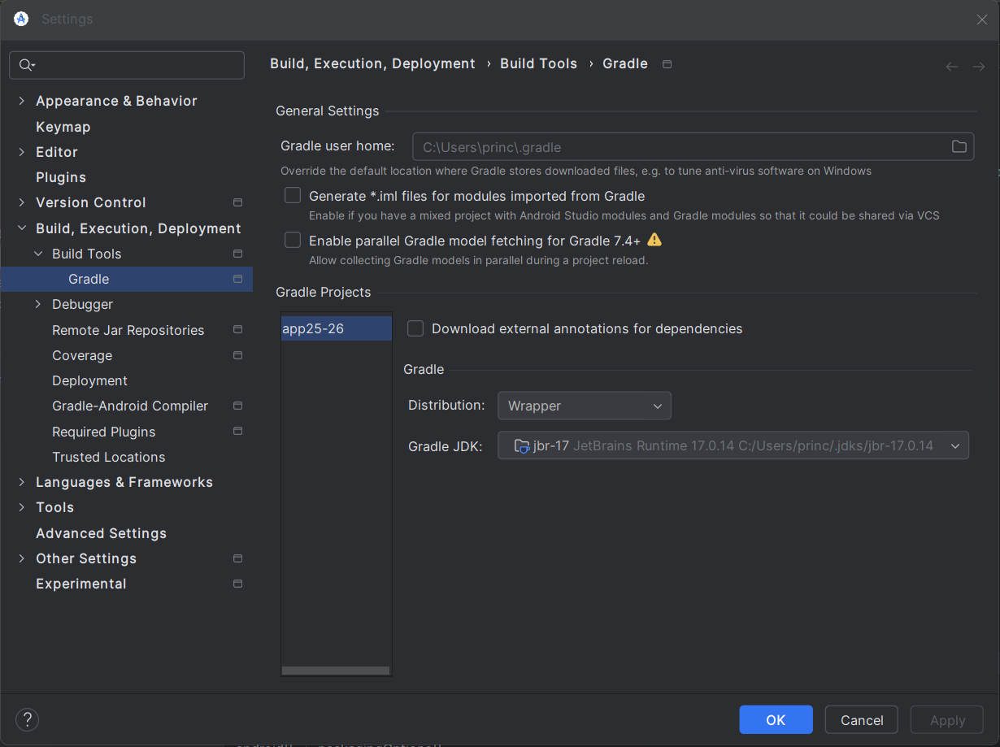 Settings
Build, Execution, Deployment › Build Tools › Gradle
Appearance & Behavior
Keymap
Editor
Plugins
Version Control
Build, Execution, Deployment
Build Tools
Gradle
Debugger
Remote Jar Repositories
Coverage
Deployment
Gradle-Android Compiler
Required Plugins
Trusted Locations
Languages & Frameworks
Tools
Advanced Settings
Other Settings
Experimental
General Settings
Gradle user home: C:\Users\princ\.gradle
Override the default location where Gradle stores downloaded files, e.g. to tune anti-virus software on Windows
Generate *.iml files for modules imported from Gradle
Enable if you have a mixed project with Android Studio modules and Gradle modules so that it could be shared via VCS
Enable parallel Gradle model fetching for Gradle 7.4+
Allow collecting Gradle models in parallel during a project reload.
Gradle Projects
app25-26
Download external annotations for dependencies
Gradle
Distribution: Wrapper
Gradle JDK: jbr-17 JetBrains Runtime 17.0.14 C:/Users/princ/.jdks/jbr-17.0.14
? OK Cancel Apply